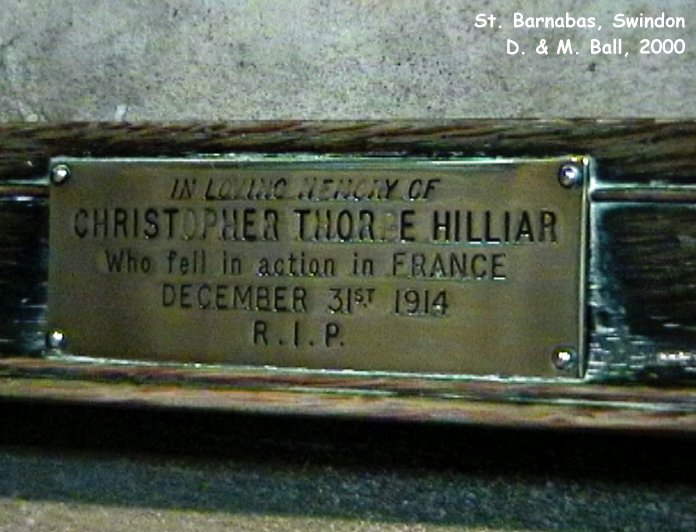 St. Barnabas, Swindon
D. & M. Ball, 2000
IN LOVING MEMORY OF
CHRISTOPHER THORPE HILLIAR
Who fell in action in FRANCE
DECEMBER 31ST 1914
R.I.P.